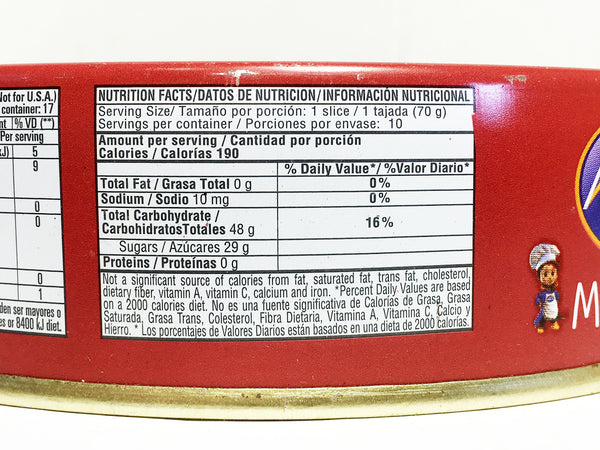 Not for U.S.A.)
container: 17
nt % VD (**)
Per serving
kJ) 5
9
0
0
0
1
den ser mayores o
es or 8400 kJ diet.
NUTRITION FACTS/DATOS DE NUTRICION/INFORMACIÓN NUTRICIONAL
Serving Size/ Tamaño por porción: 1 slice / 1 tajada (70 g)
Servings per container / Porciones por envase: 10
Amount per serving / Cantidad por porción
Calories / Calorías 190
% Daily Value*/ %Valor Diario*
Total Fat / Grasa Total 0 g 0%
Sodium / Sodio 10 mg 0%
Total Carbohydrate /
CarbohidratosTotales 48 g 16%
Sugars / Azúcares 29 g
Proteins / Proteínas 0 g
Not a significant source of calories from fat, saturated fat, trans fat, cholesterol,
dietary fiber, vitamin A, vitamin C, calcium and iron. *Percent Daily Values are based
on a 2000 calories diet. No es una fuente significativa de Calorías de Grasa, Grasa
Saturada, Grasa Trans, Colesterol, Fibra Dietaria, Vitamina A, Vitamina C, Calcio y
Hierro. * Los porcentajes de Valores Diarios están basados en una dieta de 2000 calorías.
M